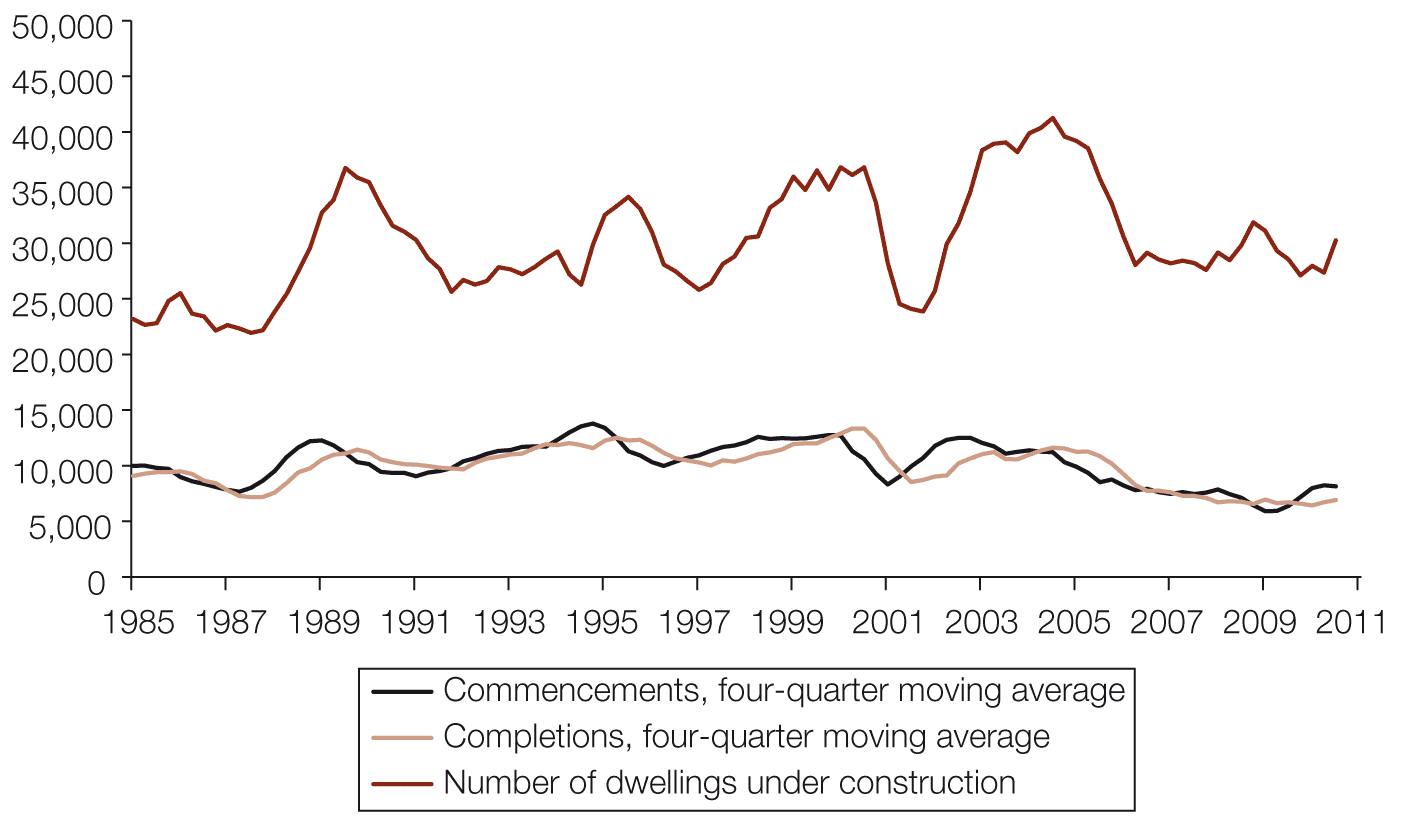 50,000
45,000
40,000
35,000
30,000
25,000
20,000
15,000
10,000
5,000
0
1985 1987 1989 1991 1993 1995 1997 1999 2001 2003 2005 2007 2009 2011
Commencements, four-quarter moving average
Completions, four-quarter moving average
Number of dwellings under construction